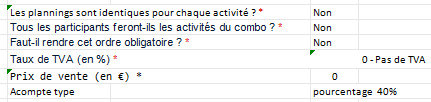 Les plannings sont identiques pour chaque activité ? * Non
Tous les participants feront-ils les activités du combo ? * Non
Faut-il rendre cet ordre obligatoire ? * Non
Taux de TVA (en %) * 0 - Pas de TVA
Prix de vente (en €) * 0
Acompte type pourcentage 40%